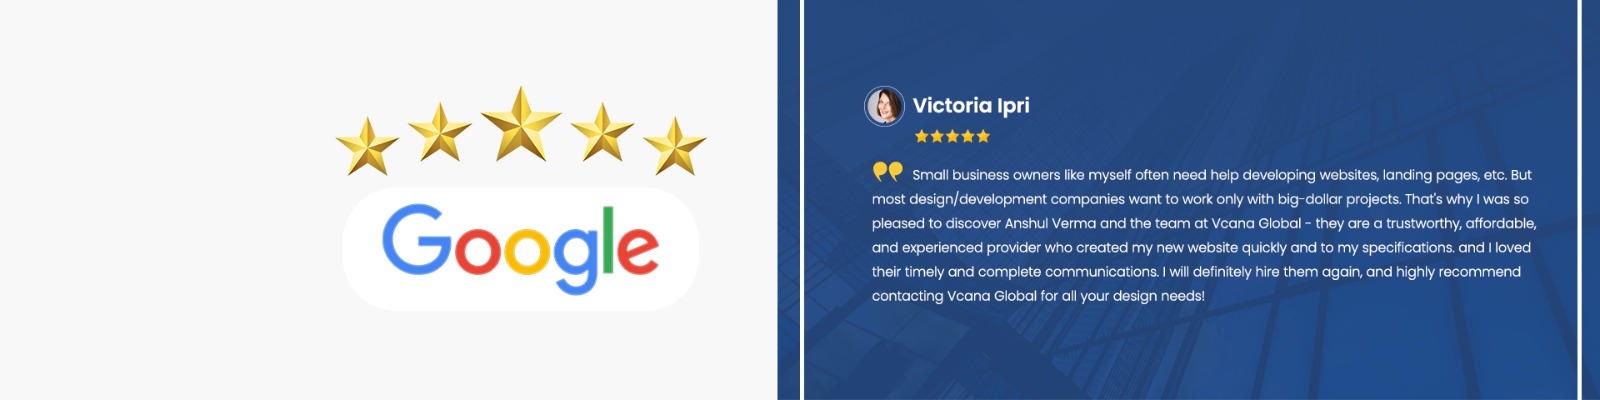 Google
Victoria Ipri
Small business owners like myself often need help developing websites, landing pages, etc. But
most design/development companies want to work only with big-dollar projects. That's why I was so
pleased to discover Anshul Verma and the team at Vcana Global - they are a trustworthy, affordable,
and experienced provider who created my new website quickly and to my specifications. and I loved
their timely and complete communications. I will definitely hire them again, and highly recommend
contacting Vcana Global for all your design needs!